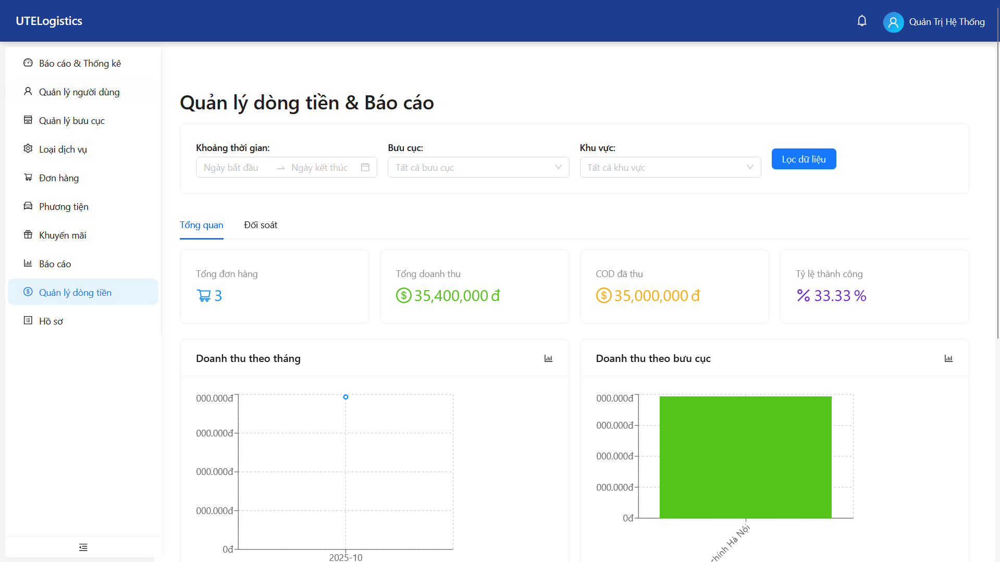 UTELogistics
Quản Trị Hệ Thống
Báo cáo & Thống kê
Quản lý người dùng
Quản lý bưu cục
Loại dịch vụ
Đơn hàng
Phương tiện
Khuyến mãi
Báo cáo
Quản lý dòng tiền
Hồ sơ
Quản lý dòng tiền & Báo cáo
Khoảng thời gian:
Ngày bắt đầu
Ngày kết thúc
Bưu cục:
Tất cả bưu cục
Khu vực:
Tất cả khu vực
Lọc dữ liệu
Tổng quan
Đối soát
Tổng đơn hàng
3
Tổng doanh thu
35,400,000 đ
COD đã thu
35,000,000 đ
Tỷ lệ thành công
33.33 %
Doanh thu theo tháng
000.000đ
000.000đ
000.000đ
000.000đ
0đ
2025-10
Doanh thu theo bưu cục
000.000đ
000.000đ
000.000đ
000.000đ
0đ
chính Hà Nội